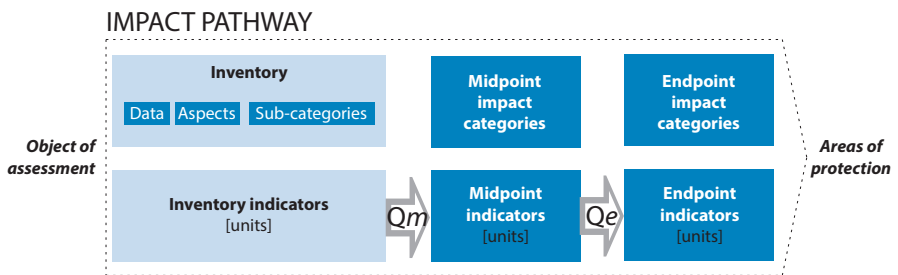 IMPACT PATHWAY
Inventory
Data Aspects Sub-categories
Midpoint
impact
categories
Endpoint
impact
categories
Object of
assessment
Areas of
protection
Inventory indicators
[units]
Qm
Midpoint
indicators
[units]
Qe
Endpoint
indicators
[units]